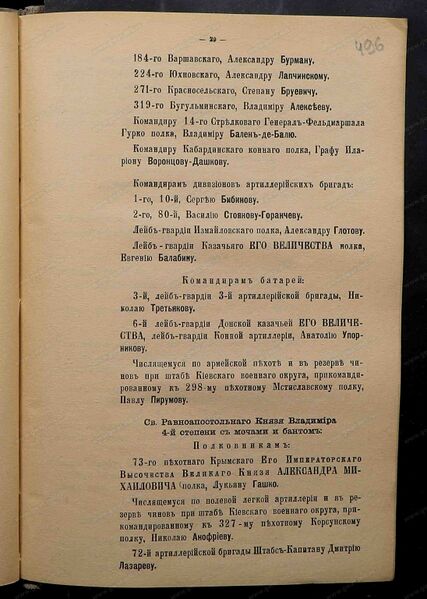 — 29 —
496
184-го Варшавскаго, Александру Бурману.
224-го Юхновскаго, Александру Лапчинскому.
271-го Красносельскаго, Степану Бруевичу.
319-го Бугульминскаго, Владиміру Алексѣеву.
Командиру 14-го Стрѣлковаго Генералъ-Фельдмаршала
Гурко полка, Владиміру Баленъ-де-Балю.
Командиру Кабардинскаго коннаго полка, Графу Ила-
ріону Воронцову-Дашкову.
Командирамъ дивизіоновъ артиллерійскихъ бригадъ:
1-го, 10-й, Сергѣю Бибикову.
2-го, 80-й, Василію Стоянову-Горанчеву.
Лейбъ-гвардіи Измайловскаго полка, Александру Глотову.
Лейбъ-гвардіи Казачьяго ЕГО ВЕЛИЧЕСТВА полка,
Евгенію Балабину.
Командирамъ батарей:
3-й, лейбъ-гвардіи 3-й артиллерійской бригады, Ни-
колаю Третьякову.
6-й лейбъ-гвардіи Донской казачьей ЕГО ВЕЛИЧЕ-
СТВА, лейбъ-гвардіи Конной артиллеріи, Анатолію Упор-
никову.
Числящемуся по армейской пѣхотѣ и въ резервѣ чи-
новъ при штабѣ Кіевскаго военнаго округа, прикоманди-
рованному къ 298-му пѣхотному Мстиславскому полку,
Павлу Пирумову.
Св. Равноапостольнаго Князя Владиміра
4-й степени съ мечами и бантомъ:
Полковникамъ:
73-го пѣхотнаго Крымскаго Его Императорскаго
Высочества Великаго Князя АЛЕКСАНДРА МИ-
ХАИЛОВИЧА полка, Лукьяну Гашко.
Числящемуся по полевой легкой артиллеріи и въ ре-
зервѣ чиновъ при штабѣ Кіевскаго военнаго округа, при-
командированному къ 327-му пѣхотному Корсунскому
полку, Николаю Анофріеву.
72-й артиллерійской бригады Штабсъ-Капитану Дмитрію
Лазареву.